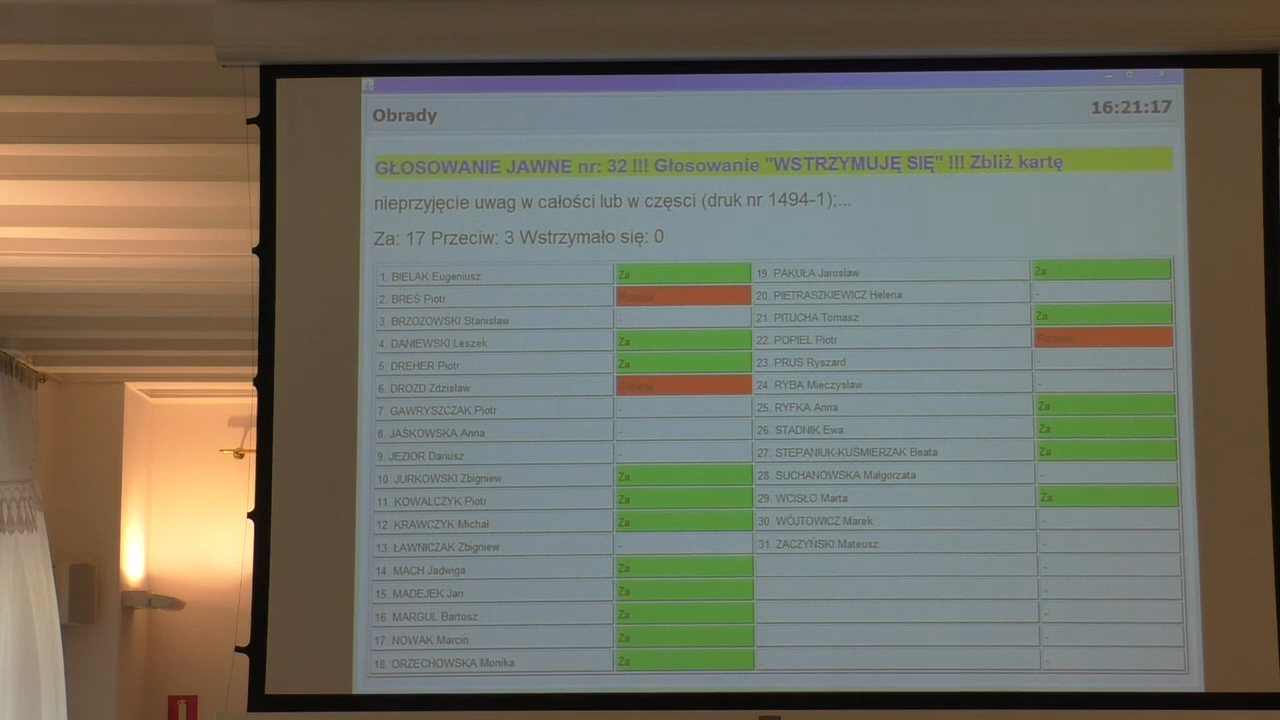 Obrady
16:21:17
GŁOSOWANIE JAWNE nr: 32 !!! Głosowanie "WSTRZYMUJĘ SIĘ" !!! Zbliż kartę
nieprzyjęcie uwag w całości lub w częsci (druk nr 1494-1);...
Za: 17 Przeciw: 3 Wstrzymało się: 0
1. BIELAK Eugeniusz Za
2. BREŚ Piotr
3. BRZOZOWSKI Stanisław -
4. DANIEWSKI Leszek Za
5. DREHER Piotr Za
6. DROZD Zdzisław
7. GAWRYSZCZAK Piotr -
8. JAŚKOWSKA Anna -
9. JEZIOR Dariusz -
10. JURKOWSKI Zbigniew Za
11. KOWALCZYK Piotr Za
12. KRAWCZYK Michał Za
13. ŁAWNICZAK Zbigniew -
14. MACH Jadwiga Za
15. MADEJEK Jan Za
16. MARGUL Bartosz Za
17. NOWAK Marcin Za
18. ORZECHOWSKA Monika Za
19. PAKUŁA Jarosław Za
20. PIETRASZKIEWICZ Helena -
21. PITUCHA Tomasz Za
22. POPIEL Piotr
23. PRUS Ryszard -
24. RYBA Mieczysław -
25. RYFKA Anna Za
26. STADNIK Ewa Za
27. STEPANIUK-KUŚMIERZAK Beata Za
28. SUCHANOWSKA Małgorzata -
29. WCISŁO Marta Za
30. WÓJTOWICZ Marek -
31. ZACZYŃSKI Mateusz -